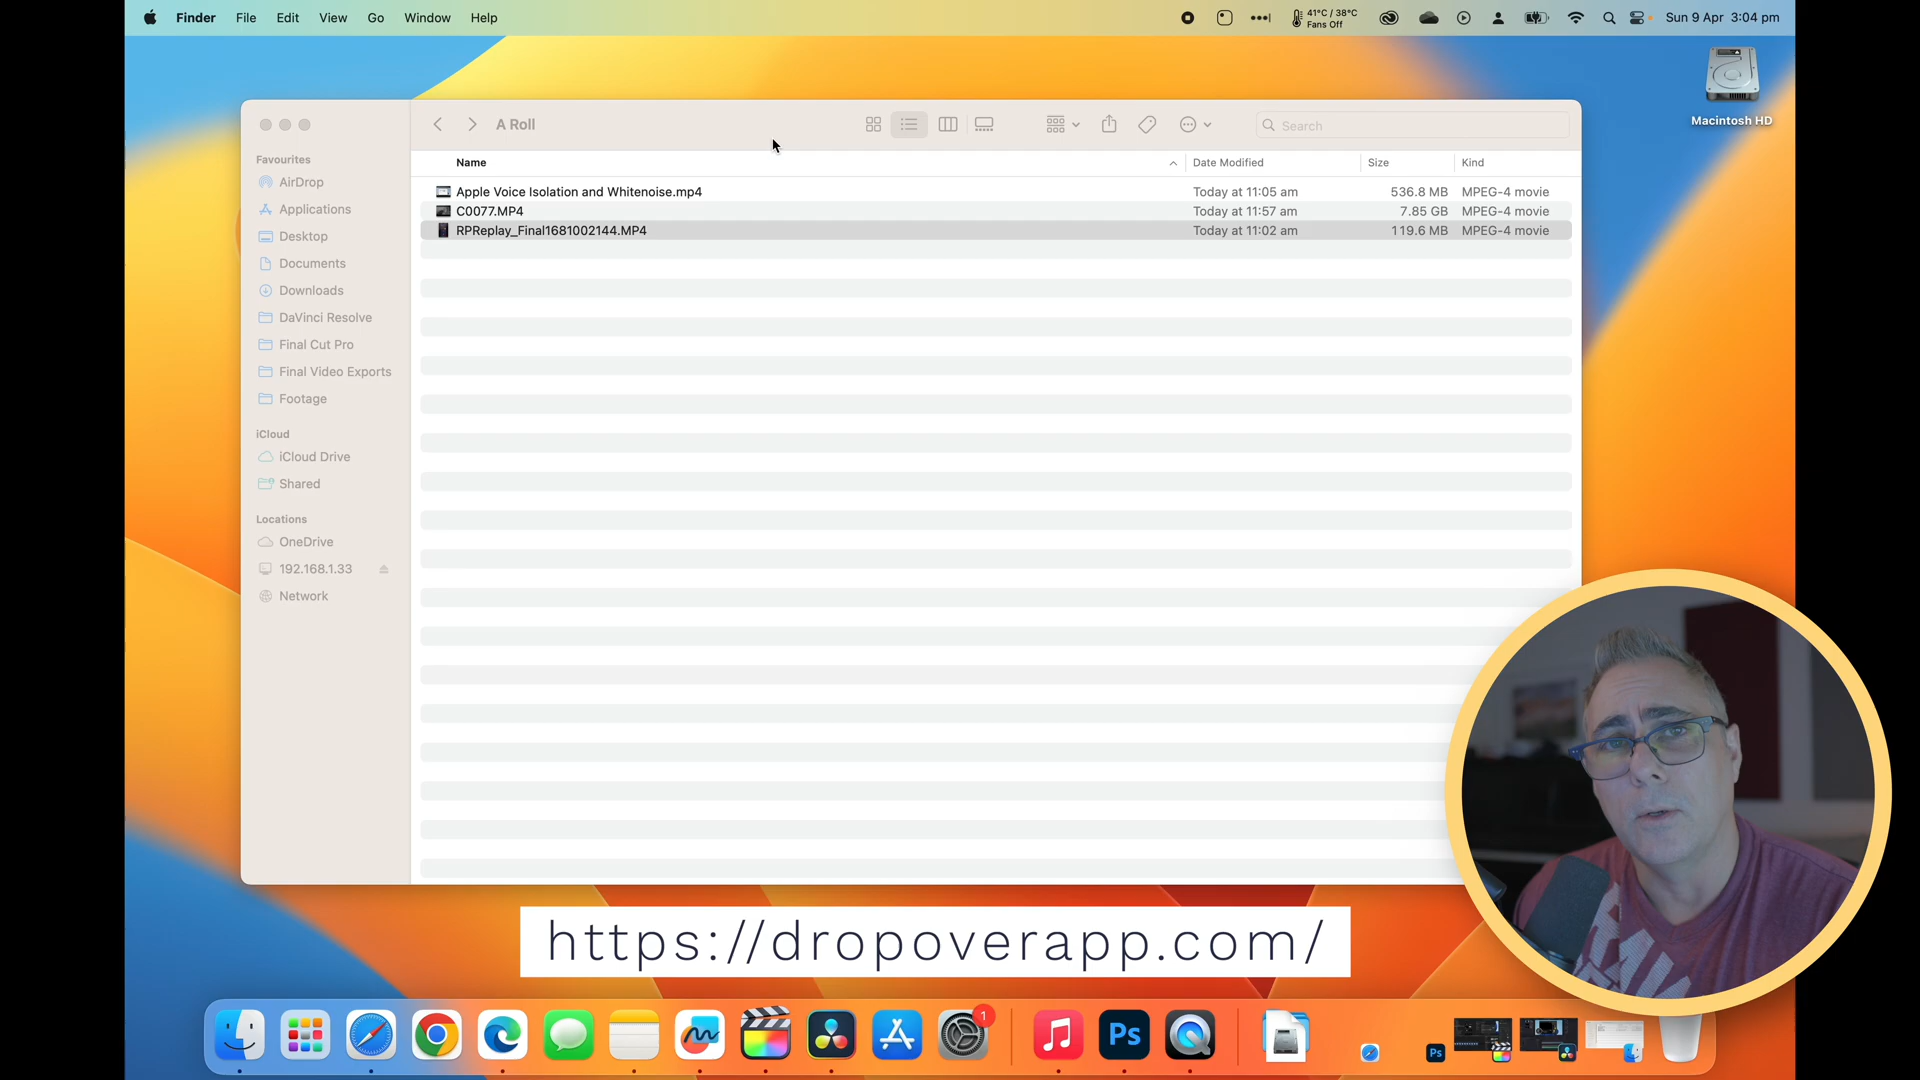 Finder File Edit View Go Window Help
41°C / 38°C
Fans Off
Sun 9 Apr 3:04 pm
Macintosh HD
A Roll
Search
Favourites
AirDrop
Applications
Desktop
Documents
Downloads
DaVinci Resolve
Final Cut Pro
Final Video Exports
Footage
iCloud
iCloud Drive
Shared
Locations
OneDrive
192.168.1.33
Network
Name Date Modified Size Kind
Apple Voice Isolation and Whitenoise.mp4 Today at 11:05 am 536.8 MB MPEG-4 movie
C0077.MP4 Today at 11:57 am 7.85 GB MPEG-4 movie
RPReplay_Final1681002144.MP4 Today at 11:02 am 119.6 MB MPEG-4 movie
https://dropoverapp.com/
1
Ps
Ps